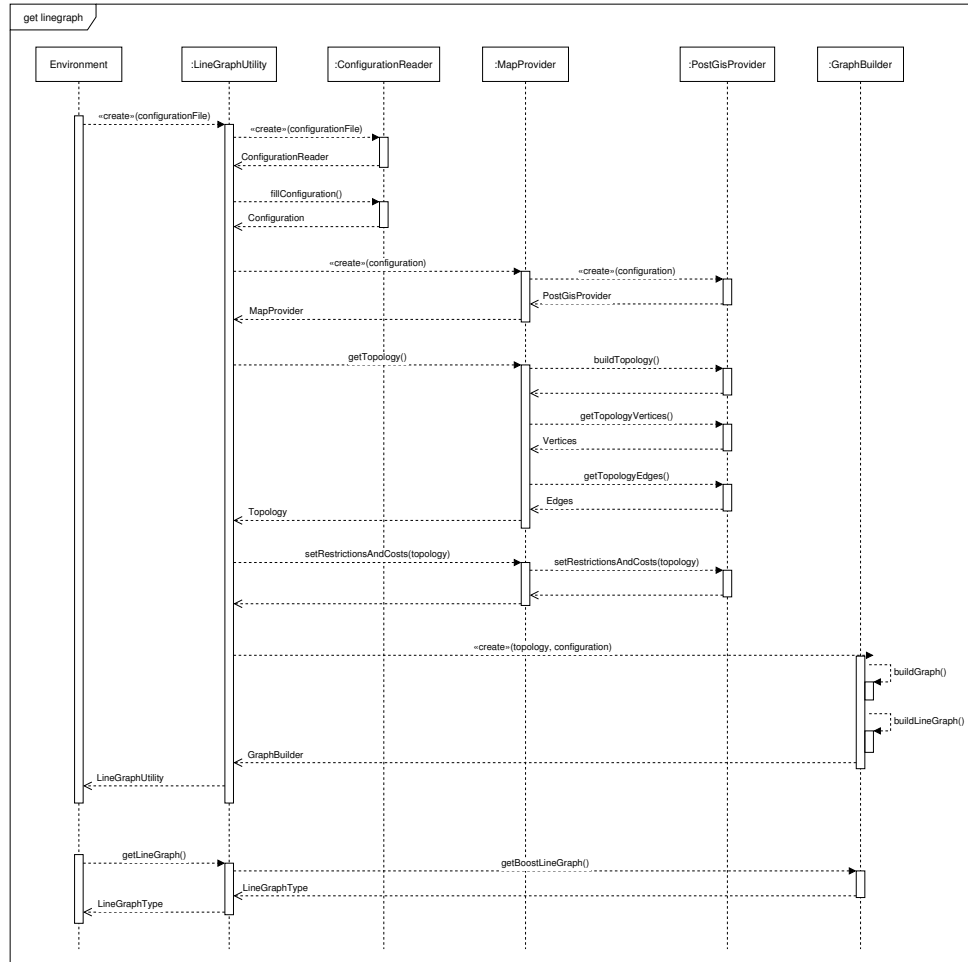 get linegraph
Environment
:LineGraphUtility
:ConfigurationReader
:MapProvider
:PostGisProvider
:GraphBuilder
«create»(configurationFile)
«create»(configurationFile)
ConfigurationReader
fillConfiguration()
Configuration
«create»(configuration)
«create»(configuration)
PostGisProvider
MapProvider
getTopology()
buildTopology()
getTopologyVertices()
Vertices
getTopologyEdges()
Edges
Topology
setRestrictionsAndCosts(topology)
setRestrictionsAndCosts(topology)
«create»(topology, configuration)
buildGraph()
buildLineGraph()
GraphBuilder
LineGraphUtility
getLineGraph()
getBoostLineGraph()
LineGraphType
LineGraphType